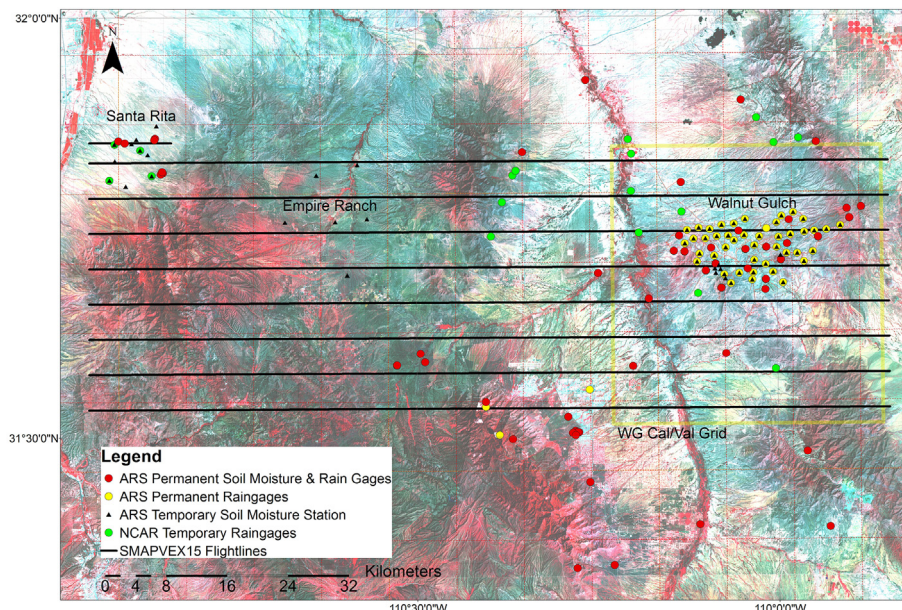 32°0'0"N
N
Santa Rita
Empire Ranch
Walnut Gulch
31°30'0"N
WG Cal/Val Grid
Legend
ARS Permanent Soil Moisture & Rain Gages
ARS Permanent Raingages
ARS Temporary Soil Moisture Station
NCAR Temporary Raingages
SMAPVEX15 Flightlines
Kilometers
0 4 8 16 24 32
110°30'0"W
110°0'0"W